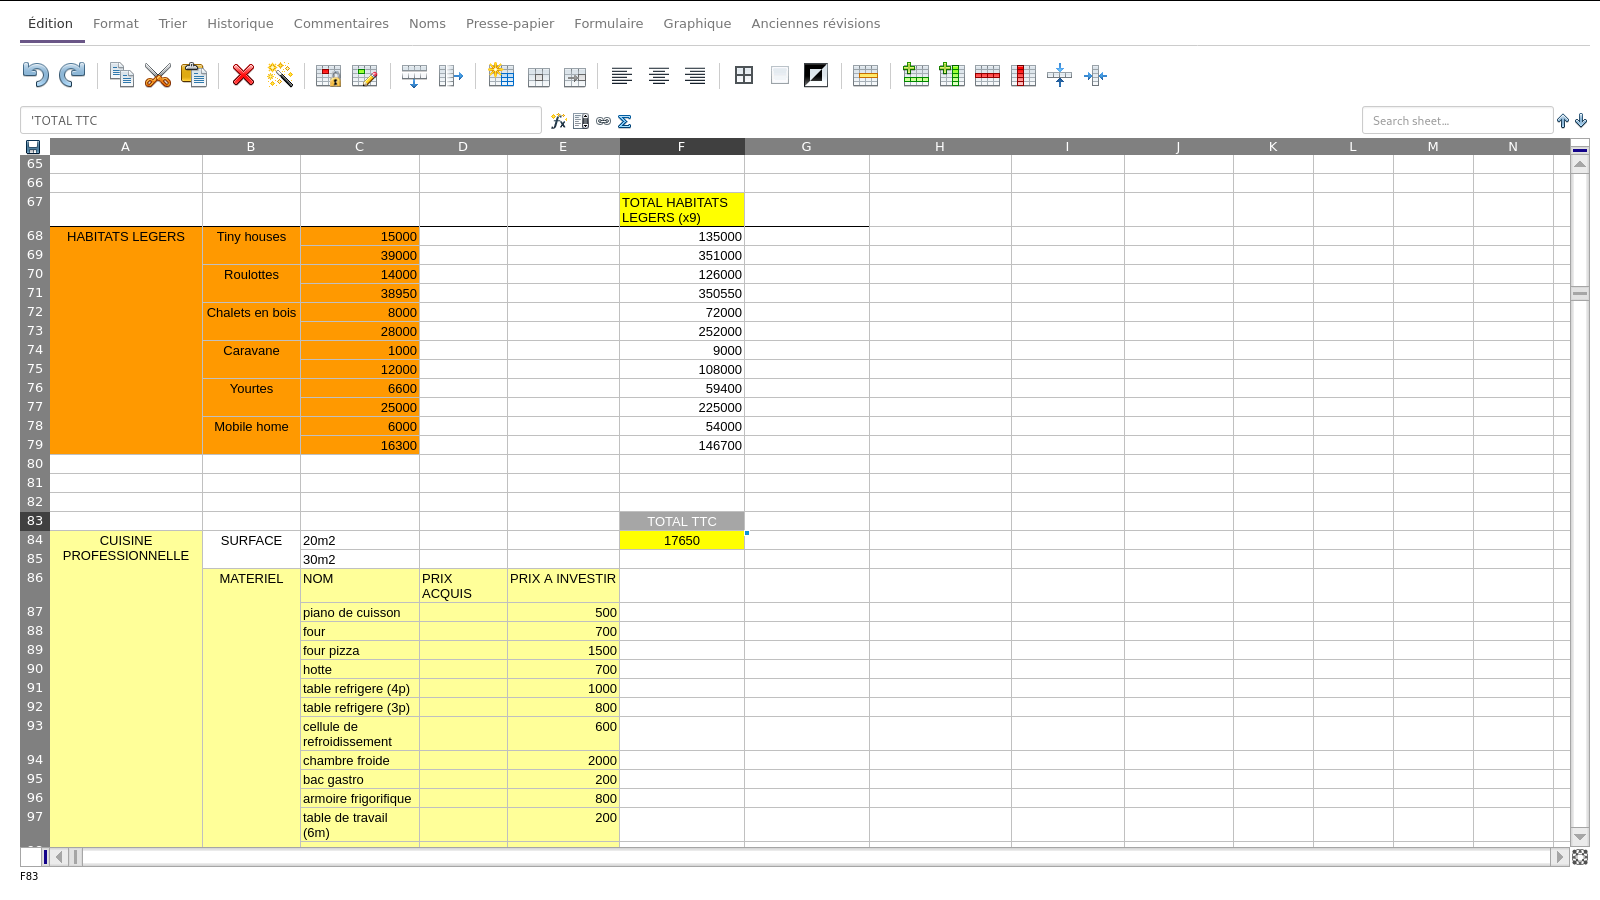 Édition Format Trier Historique Commentaires Noms Presse-papier Formulaire Graphique Anciennes révisions
'TOTAL TTC
Search sheet...
A B C D E F G H I J K L M N
65
66
67 TOTAL HABITATS
LEGERS (x9)
68 HABITATS LEGERS Tiny houses 15000 135000
69 39000 351000
70 Roulottes 14000 126000
71 38950 350550
72 Chalets en bois 8000 72000
73 28000 252000
74 Caravane 1000 9000
75 12000 108000
76 Yourtes 6600 59400
77 25000 225000
78 Mobile home 6000 54000
79 16300 146700
80
81
82
83 TOTAL TTC
84 CUISINE SURFACE 20m2 17650
85 PROFESSIONNELLE 30m2
86 MATERIEL NOM PRIX PRIX A INVESTIR
ACQUIS
87 piano de cuisson 500
88 four 700
89 four pizza 1500
90 hotte 700
91 table refrigere (4p) 1000
92 table refrigere (3p) 800
93 cellule de 600
refroidissement
94 chambre froide 2000
95 bac gastro 200
96 armoire frigorifique 800
97 table de travail 200
(6m)
F83